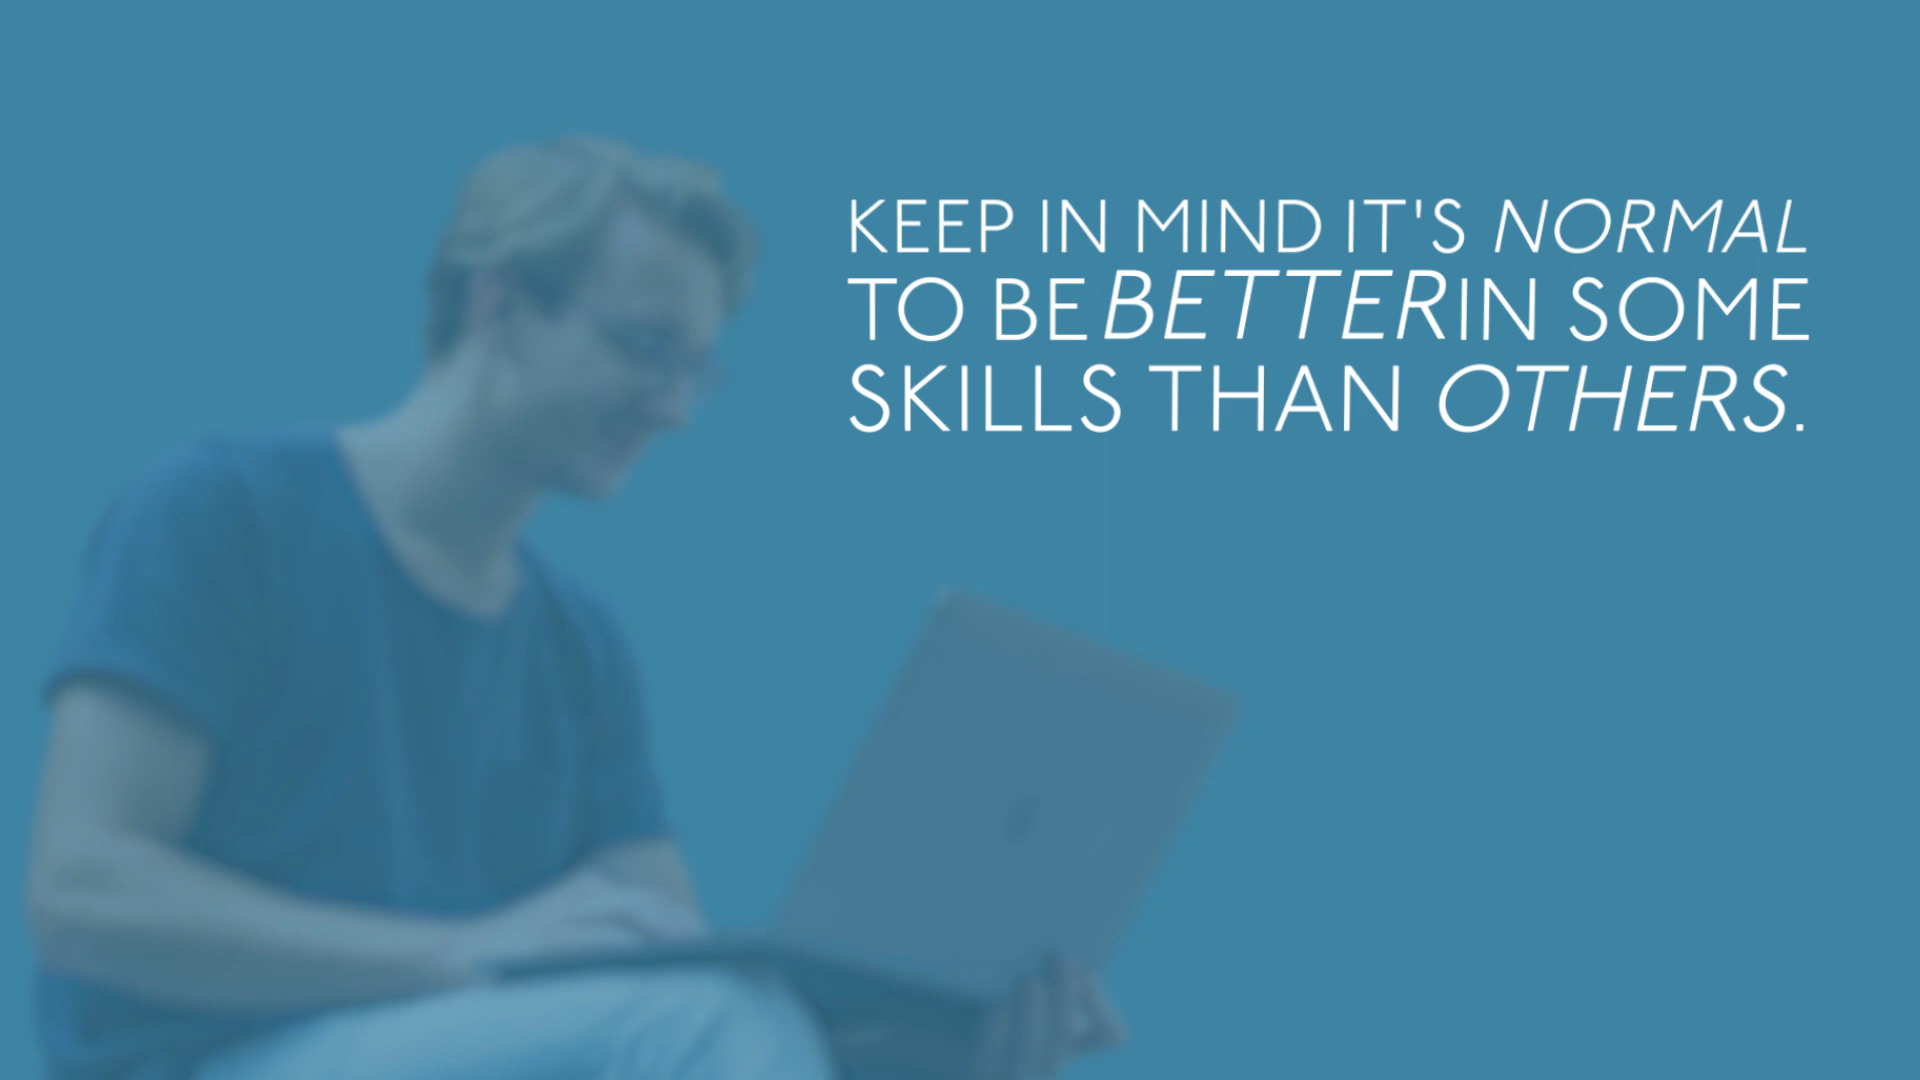 KEEP IN MIND IT'S NORMAL
TO BE BETTER IN SOME
SKILLS THAN OTHERS.